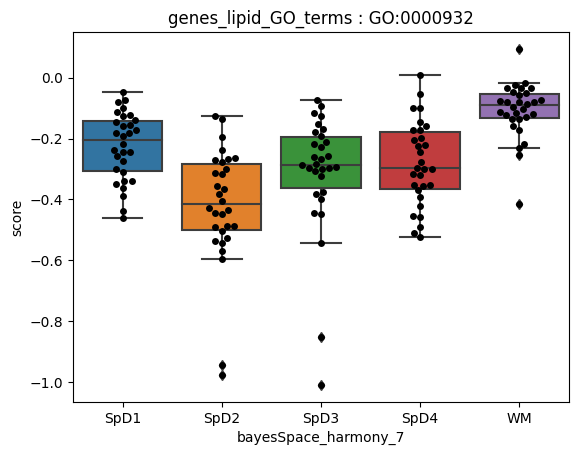 genes_lipid_GO_terms : GO:0000932
score
0.0
−0.2
−0.4
−0.6
−0.8
−1.0
SpD1 SpD2 SpD3 SpD4 WM
bayesSpace_harmony_7